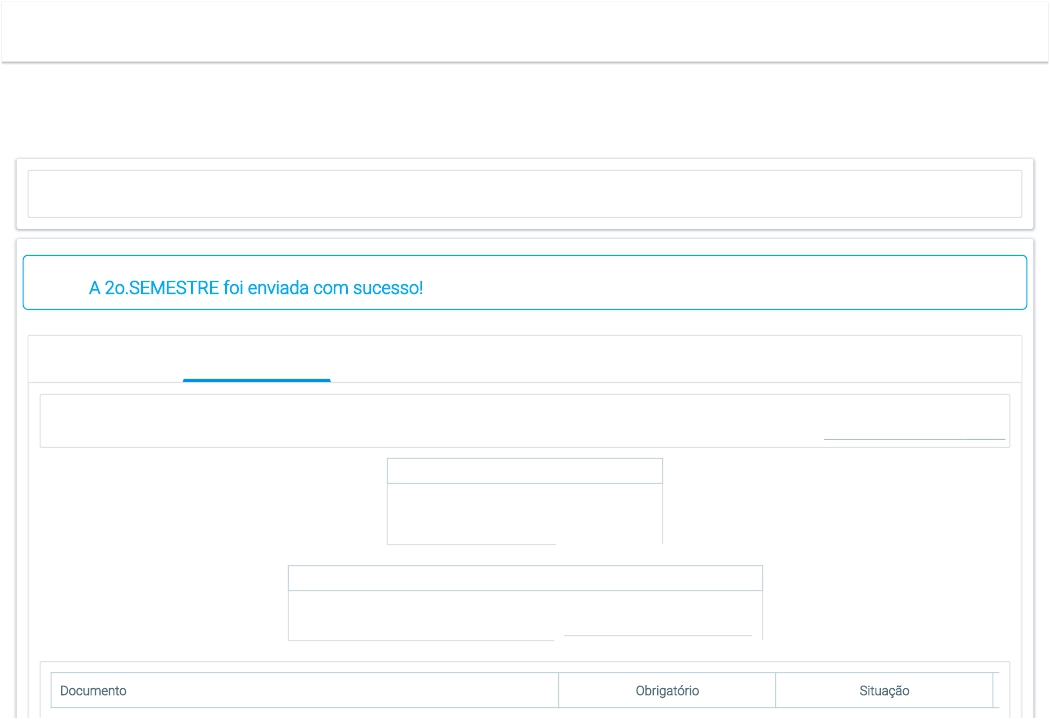 A 2o.SEMESTRE foi enviada com sucesso!
Documento Obrigatório Situação